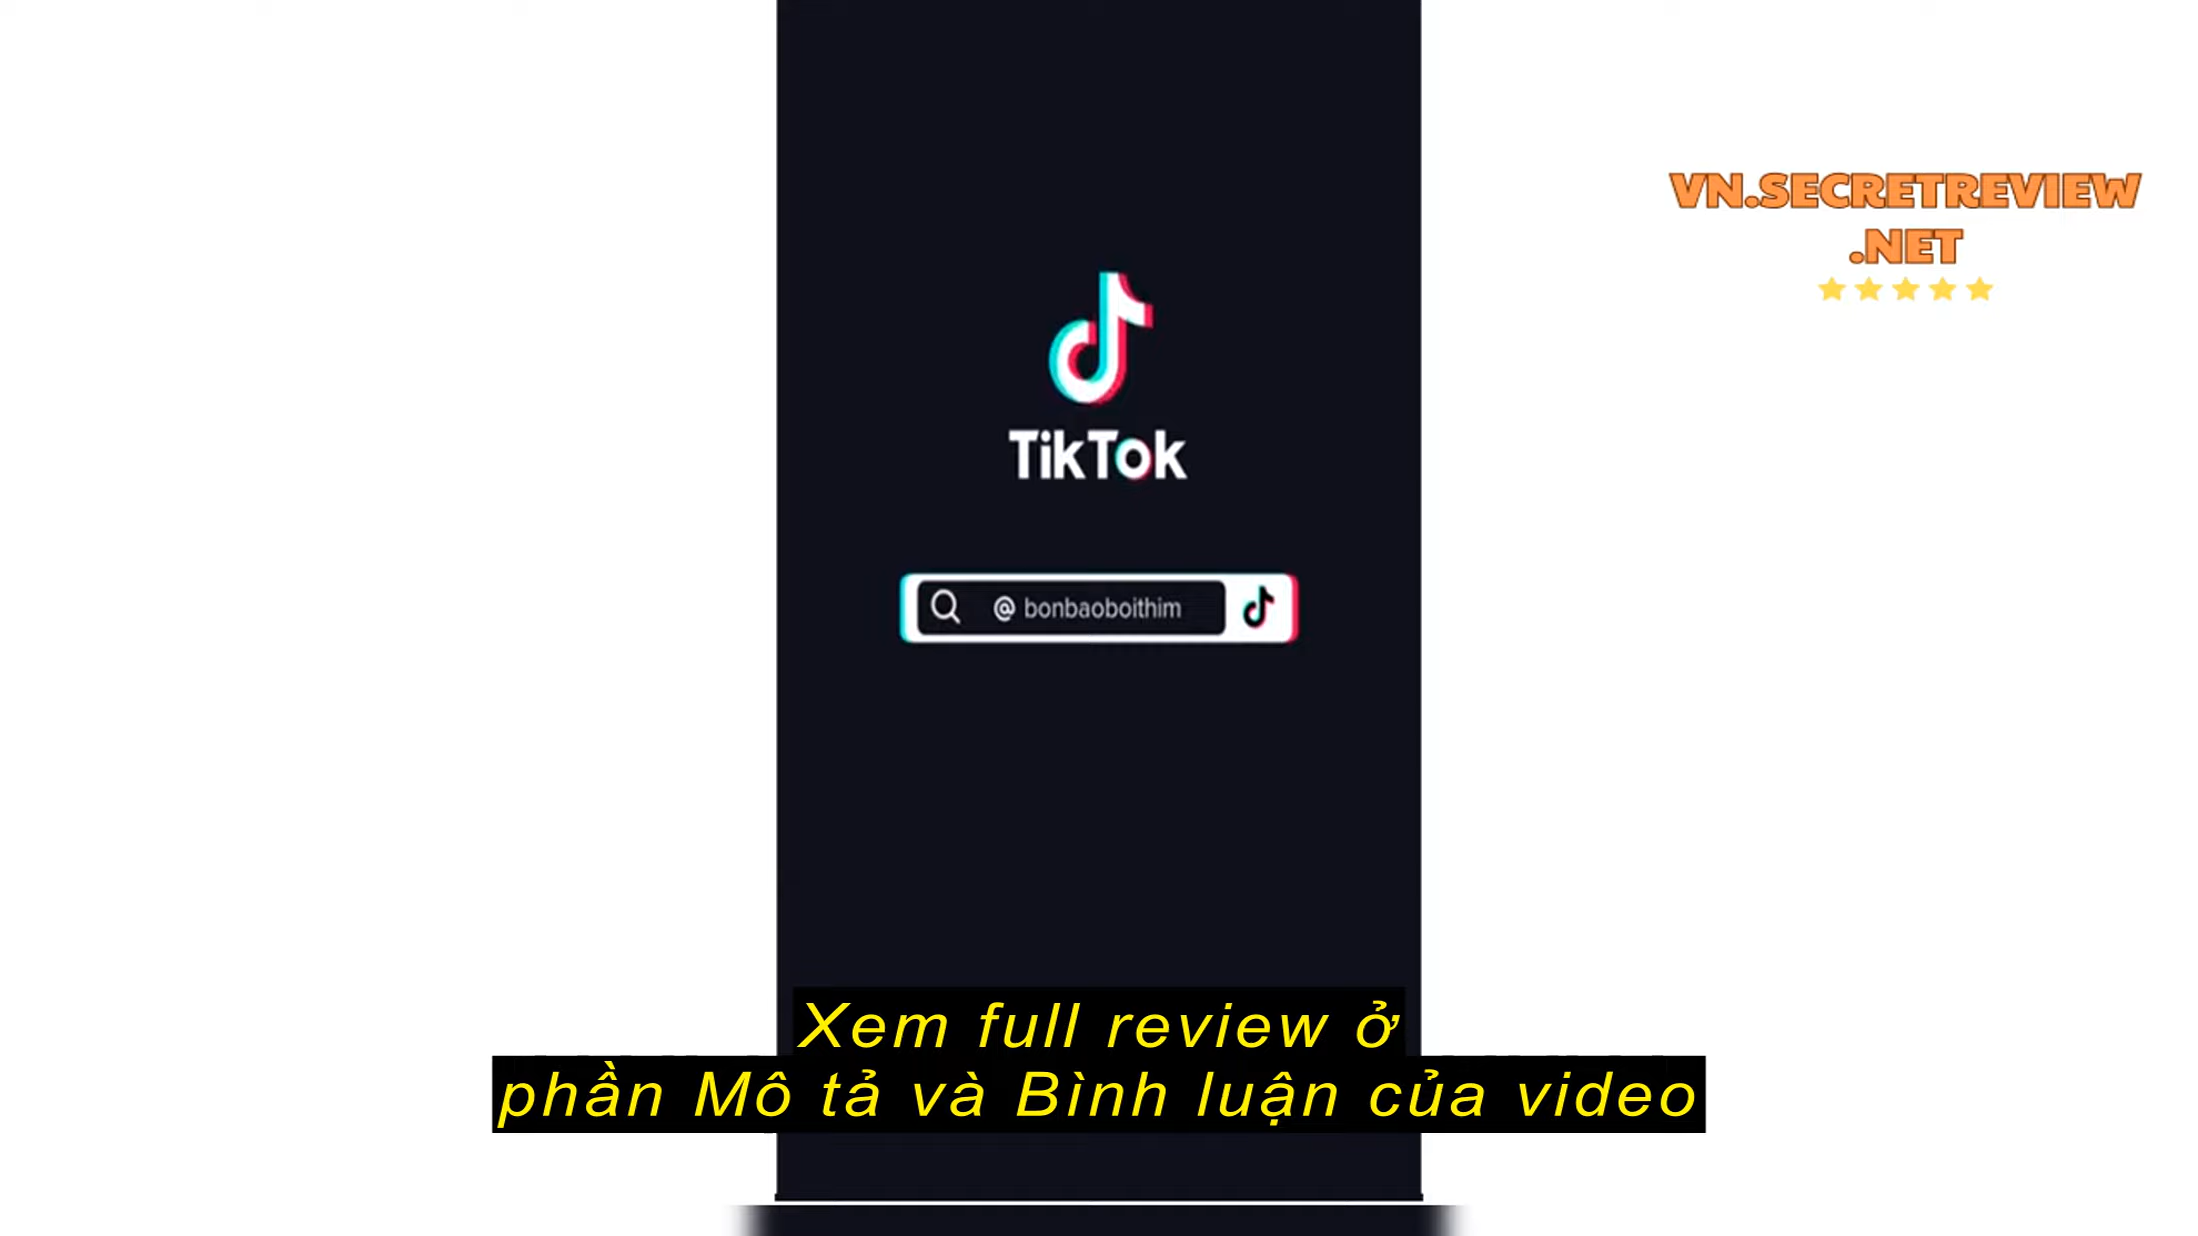 VN.SECRETREVIEW
.NET
TikTok
@ bonbaoboithim
Xem full review ở
phần Mô tả và Bình luận của video